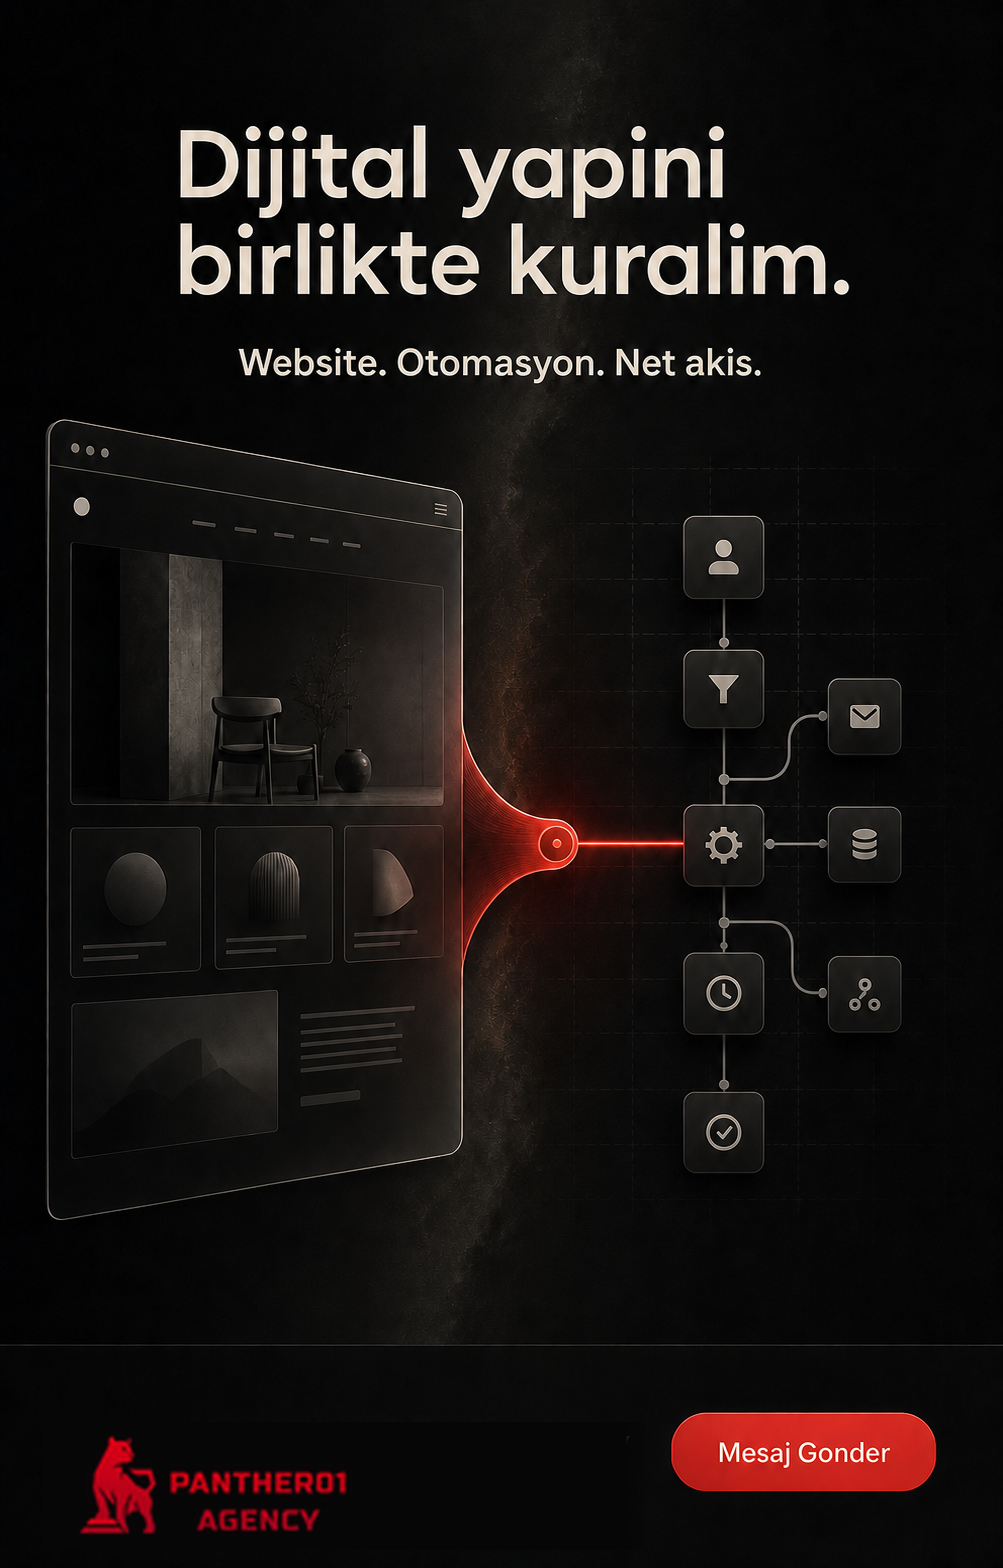 Dijital yapini
birlikte kuralim.
Website. Otomasyon. Net akis.
PANTHER01
AGENCY
Mesaj Gonder